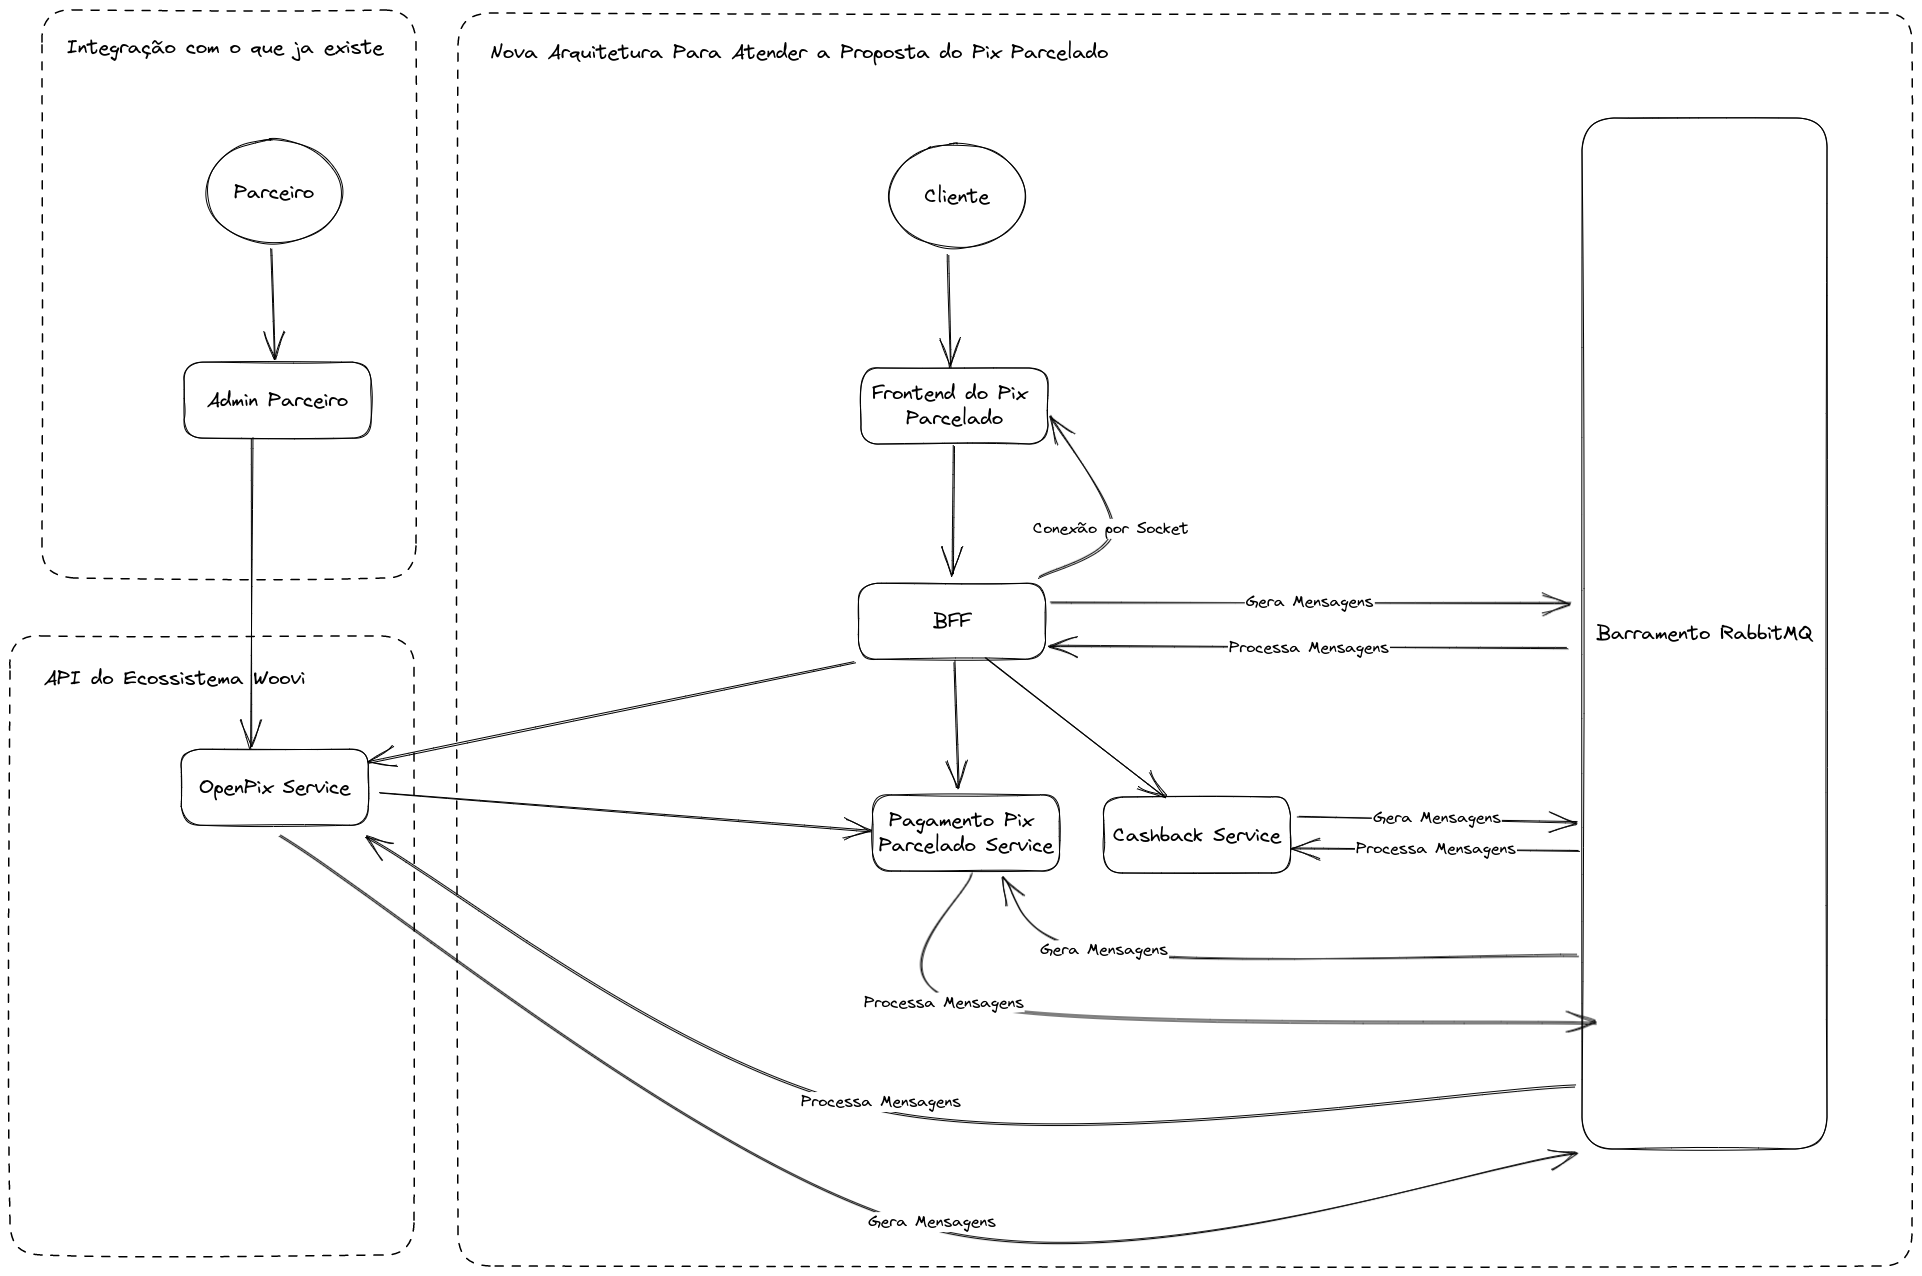 Integração com o que ja existe
Nova Arquitetura Para Atender a Proposta do Pix Parcelado
Parceiro
Cliente
Admin Parceiro
Frontend do Pix
Parcelado
Conexão por Socket
BFF
Gera Mensagens
Processa Mensagens
Barramento RabbitMQ
API do Ecossistema Woovi
OpenPix Service
Pagamento Pix
Parcelado Service
Cashback Service
Gera Mensagens
Processa Mensagens
Gera Mensagens
Processa Mensagens
Processa Mensagens
Gera Mensagens